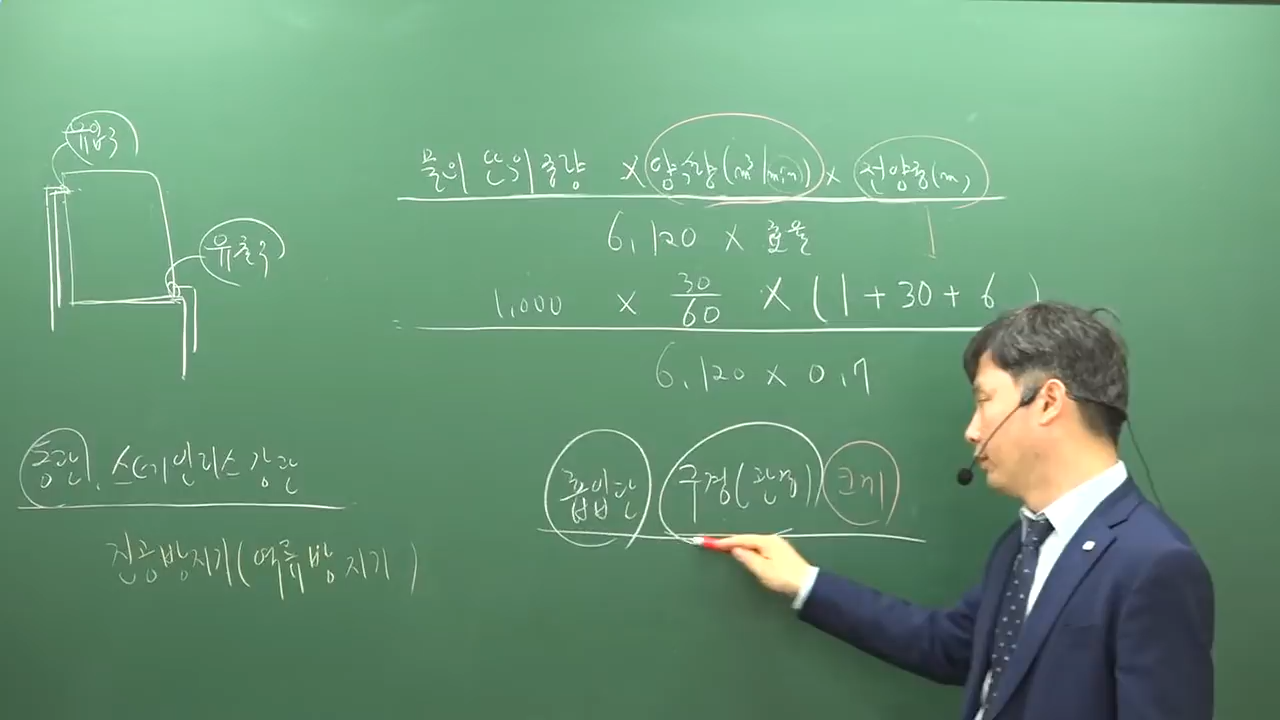 유입구
유출구
물의 단위중량 × 양수량(m³/min) × 전양정(m)
6,120 × 효율
1,000 × 30/60 × (1+30+6)
=
6,120 × 0.7
동관, 스테인리스 강관
흡입관 구경(관경) 크게
진공방지기(역류방지기)